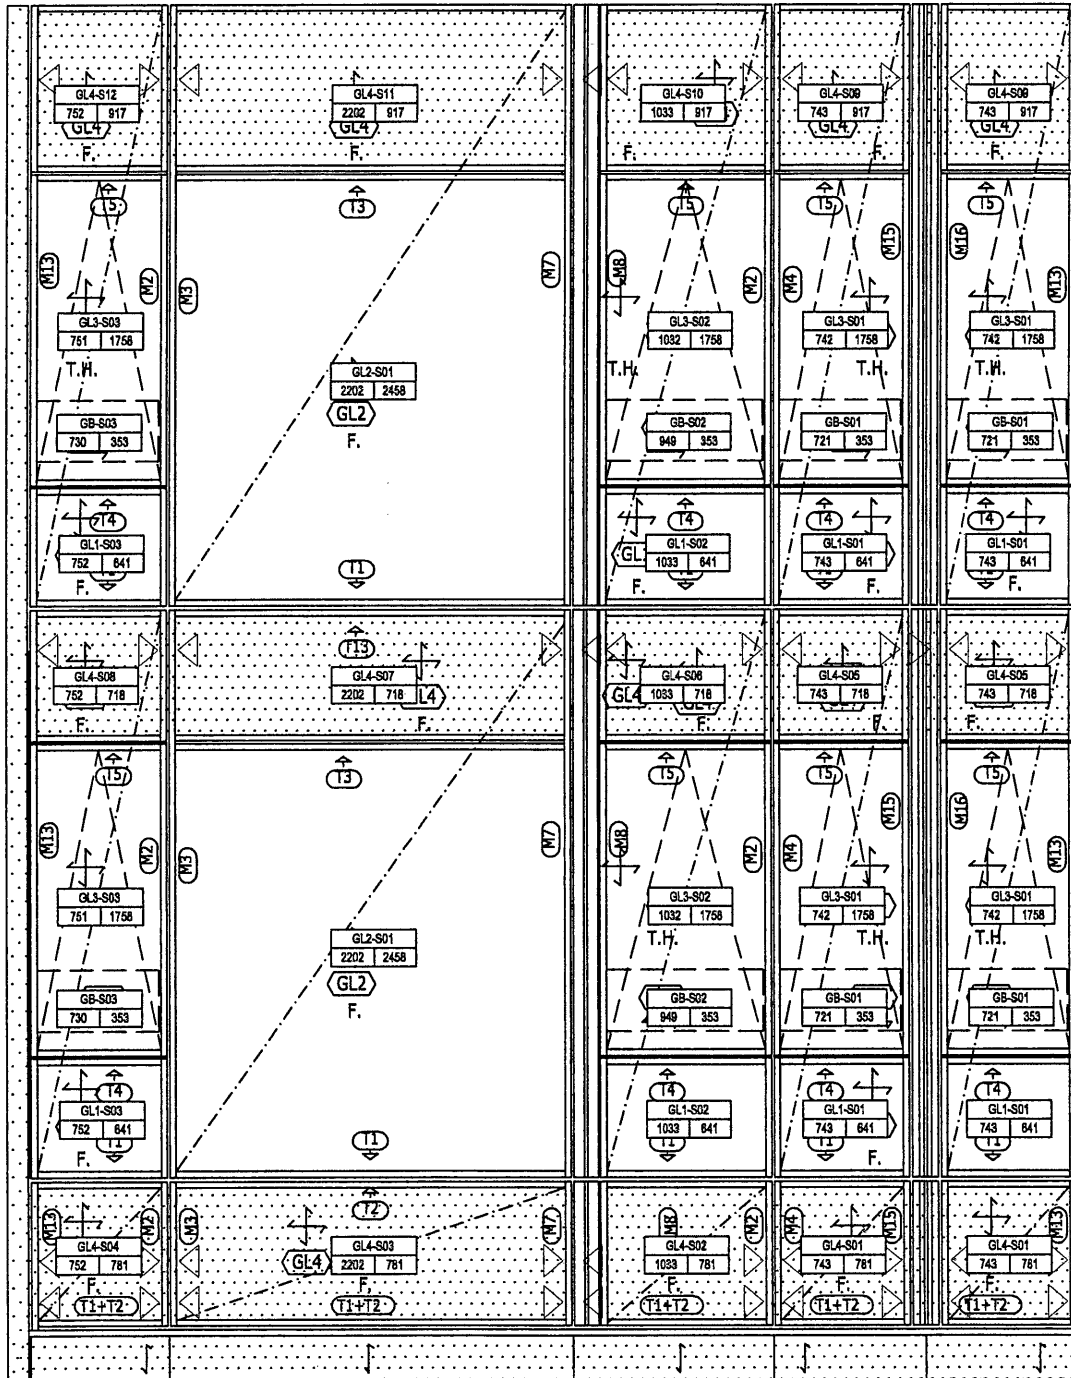 GL4-S12 GL4-S11 GL4-S10 GL4-S09 GL4-S09
752 917 2202 917 1033 917 743 917 743 917
GL4 GL4 GL4 GL4
F. F. F. F. F.
T5 T3 T5 T5 T5
M13 M2 M3 M7 M8 M2 M4 M15 M16 M13
GL3-S03 GL3-S02 GL3-S01 GL3-S01
751 1758 1032 1758 742 1758 742 1758
T.H. T.H. T.H. T.H.
GL2-S01
2202 2458
GL2
F.
GB-S03 GB-S02 GB-S01 GB-S01
730 353 949 353 721 353 721 353
T4 T4 T4 T4
GL1-S03 GL1-S02 GL1-S01 GL1-S01
752 641 1033 641 743 641 743 641
T1
F. F. F. F.
T13
GL4-S08 GL4-S07 GL4-S06 GL4-S05 GL4-S05
752 718 2202 718 1033 718 743 718 743 718
GL4
F. F. F. F. F.
T5 T3 T5 T5 T5
M13 M2 M3 M7 M8 M2 M4 M15 M16 M13
GL3-S03 GL3-S02 GL3-S01 GL3-S01
751 1758 1032 1758 742 1758 742 1758
T.H. T.H. T.H.
GL2-S01
2202 2458
GL2
F.
GB-S03 GB-S02 GB-S01 GB-S01
730 353 949 353 721 353 721 353
T4 T4 T4 T4
GL1-S03 GL1-S02 GL1-S01 GL1-S01
752 641 1033 641 743 641 743 641
T1 T1 T1 T1
F. F.
T2
M13 M2 M3 M7 M8 M2 M4 M15 M13
GL4-S04 GL4-S03 GL4-S02 GL4-S01 GL4-S01
752 781 2202 781 1033 781 743 781 743 781
GL4
F. F. F. F. F.
T1+T2 T1+T2 T1+T2 T1+T2 T1+T2